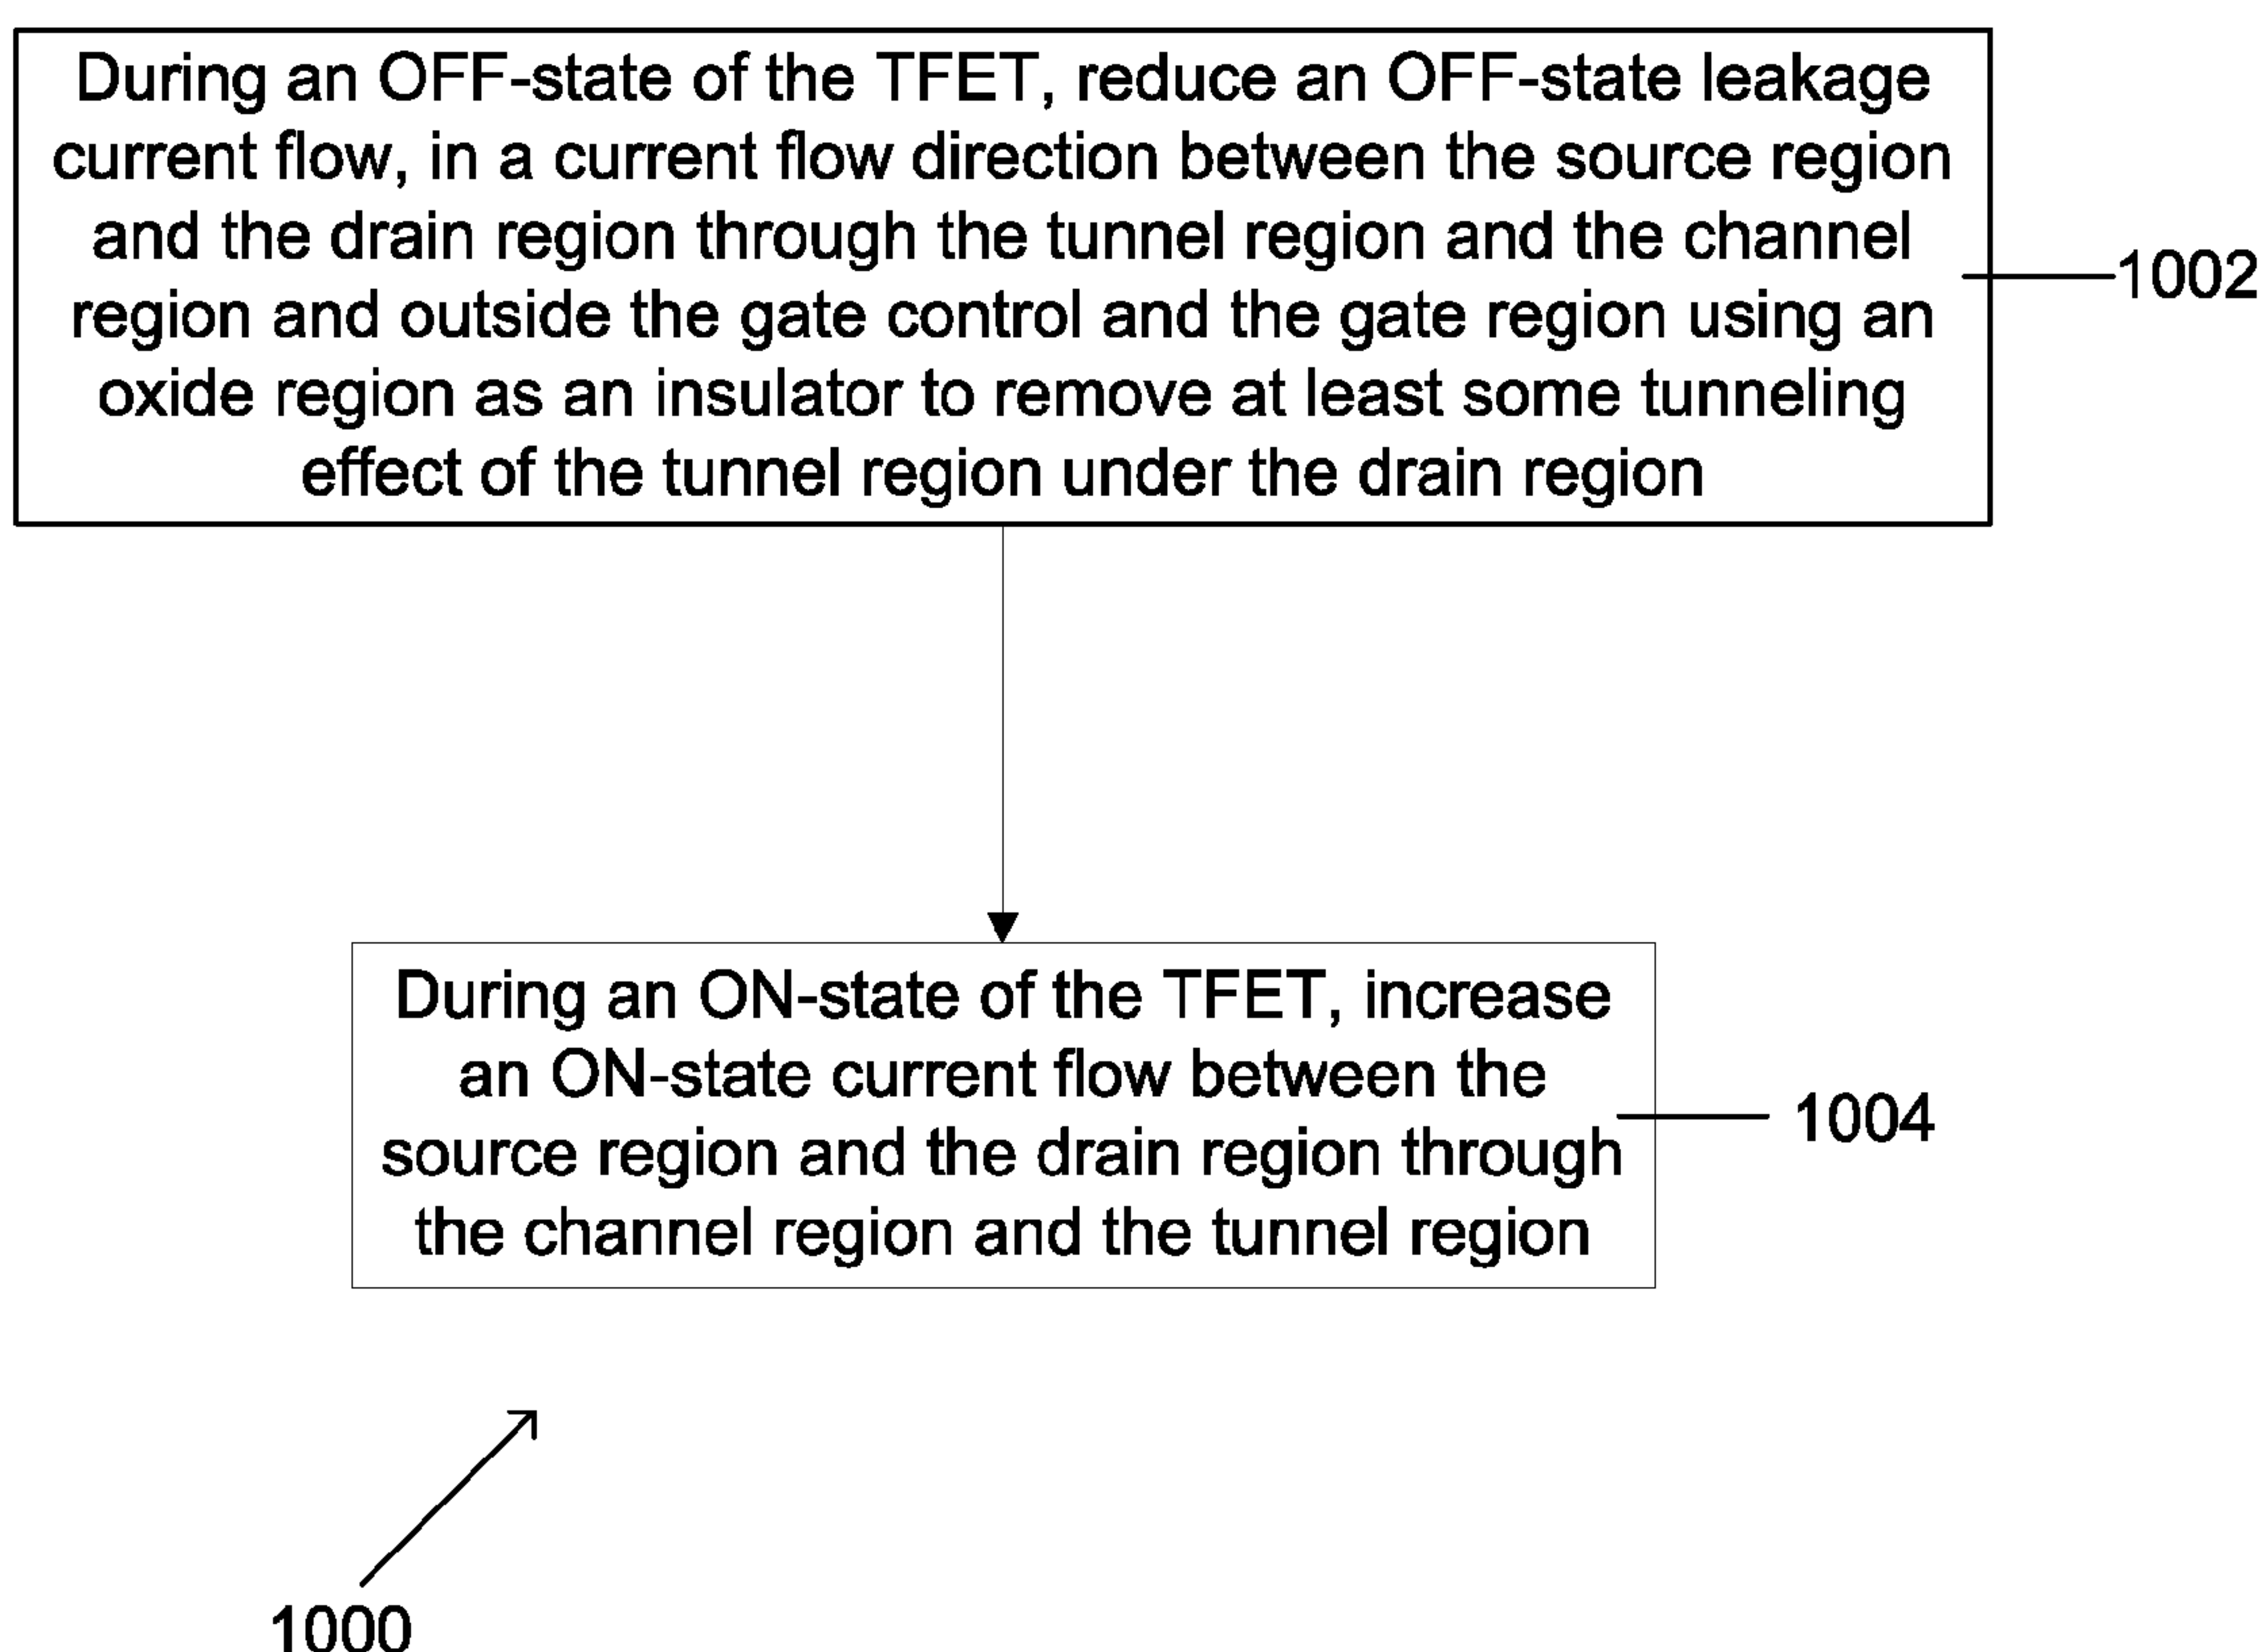 During an OFF-state of the TFET, reduce an OFF-state leakage
current flow, in a current flow direction between the source region
and the drain region through the tunnel region and the channel
region and outside the gate control and the gate region using an
oxide region as an insulator to remove at least some tunneling
effect of the tunnel region under the drain region
1002
During an ON-state of the TFET, increase
an ON-state current flow between the
source region and the drain region through
the channel region and the tunnel region
1004
1000